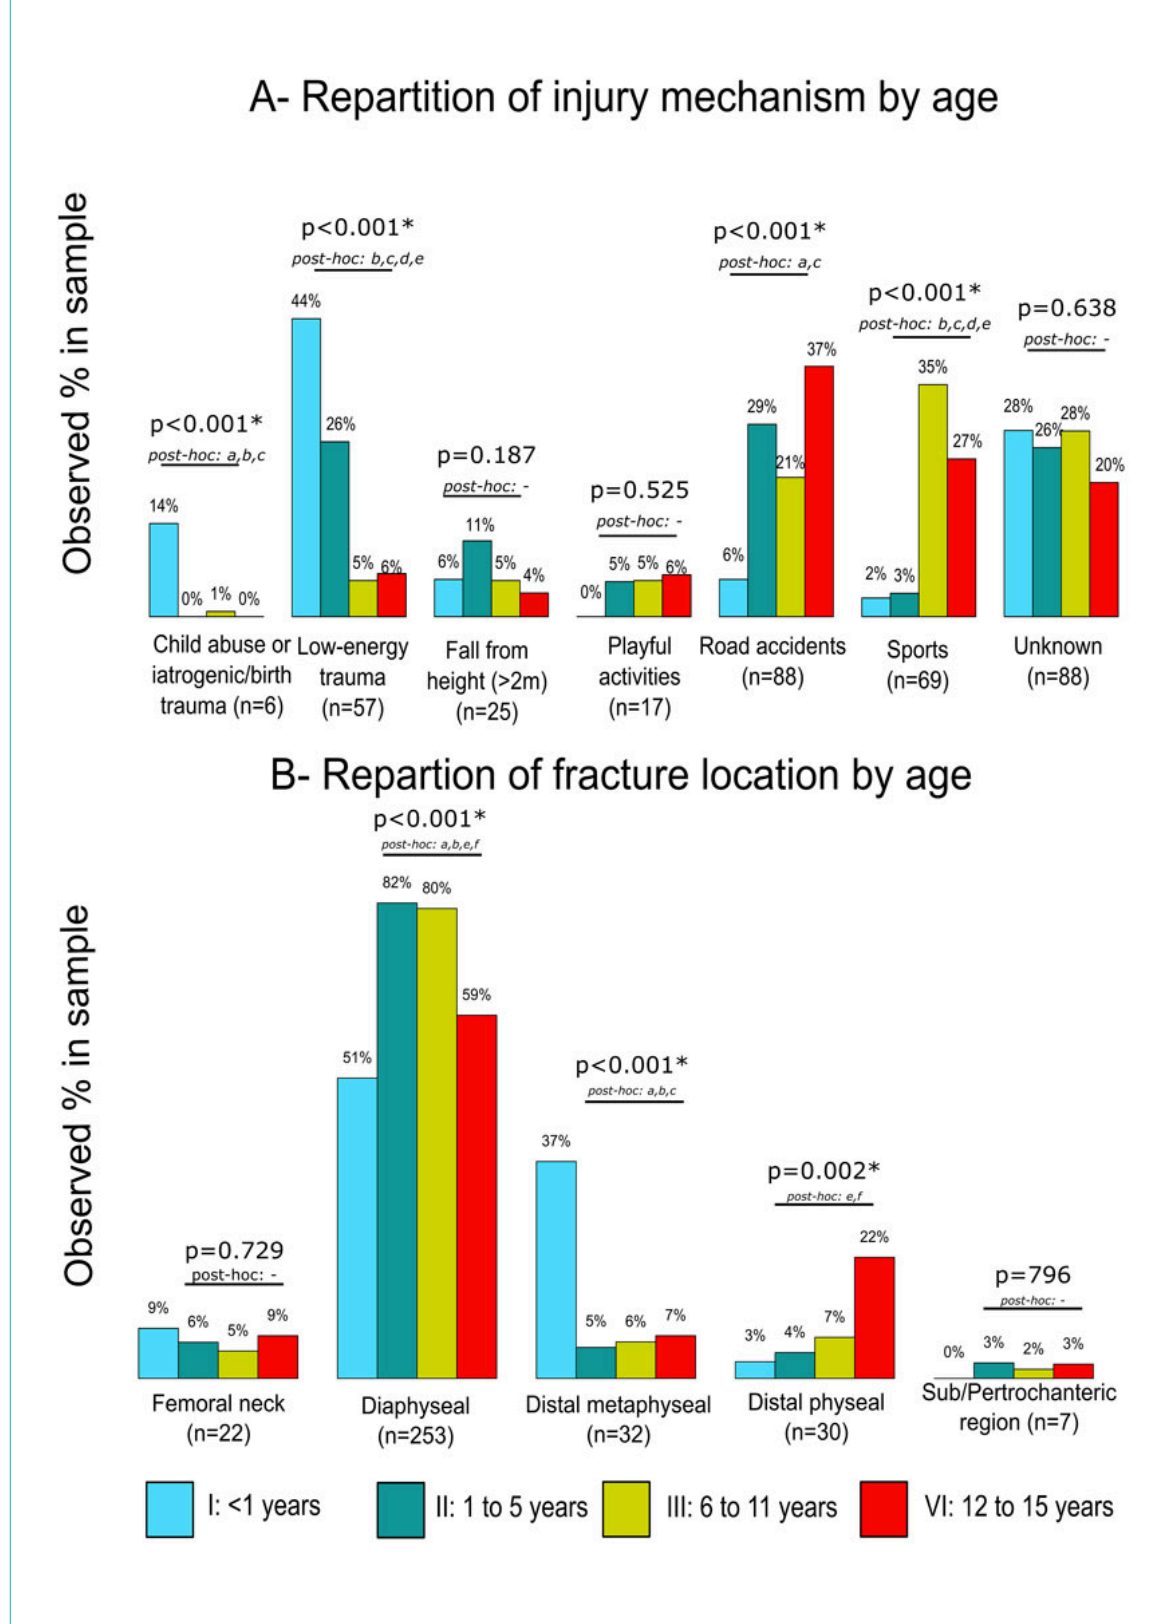 A- Repartition of injury mechanism by age
Observed % in sample
p<0.001*
post-hoc: a,b,c
14%
0%
1%
0%
Child abuse or
iatrogenic/birth
trauma (n=6)
p<0.001*
post-hoc: b,c,d,e
44%
26%
5%
6%
Low-energy
trauma
(n=57)
p=0.187
post-hoc: -
6%
11%
5%
4%
Fall from
height (>2m)
(n=25)
p=0.525
post-hoc: -
0%
5%
5%
6%
Playful
activities
(n=17)
p<0.001*
post-hoc: a,c
6%
29%
21%
37%
Road accidents
(n=88)
p<0.001*
post-hoc: b,c,d,e
2%
3%
35%
27%
Sports
(n=69)
p=0.638
post-hoc: -
28%
26%
28%
20%
Unknown
(n=88)
B- Repartion of fracture location by age
Observed % in sample
p=0.729
post-hoc: -
9%
6%
5%
9%
Femoral neck
(n=22)
p<0.001*
post-hoc: a,b,e,f
51%
82%
80%
59%
Diaphyseal
(n=253)
p<0.001*
post-hoc: a,b,c
37%
5%
6%
7%
Distal metaphyseal
(n=32)
p=0.002*
post-hoc: e,f
3%
4%
7%
22%
Distal physeal
(n=30)
p=796
post-hoc: -
0%
3%
2%
3%
Sub/Pertrochanteric
region (n=7)
I: <1 years
II: 1 to 5 years
III: 6 to 11 years
VI: 12 to 15 years